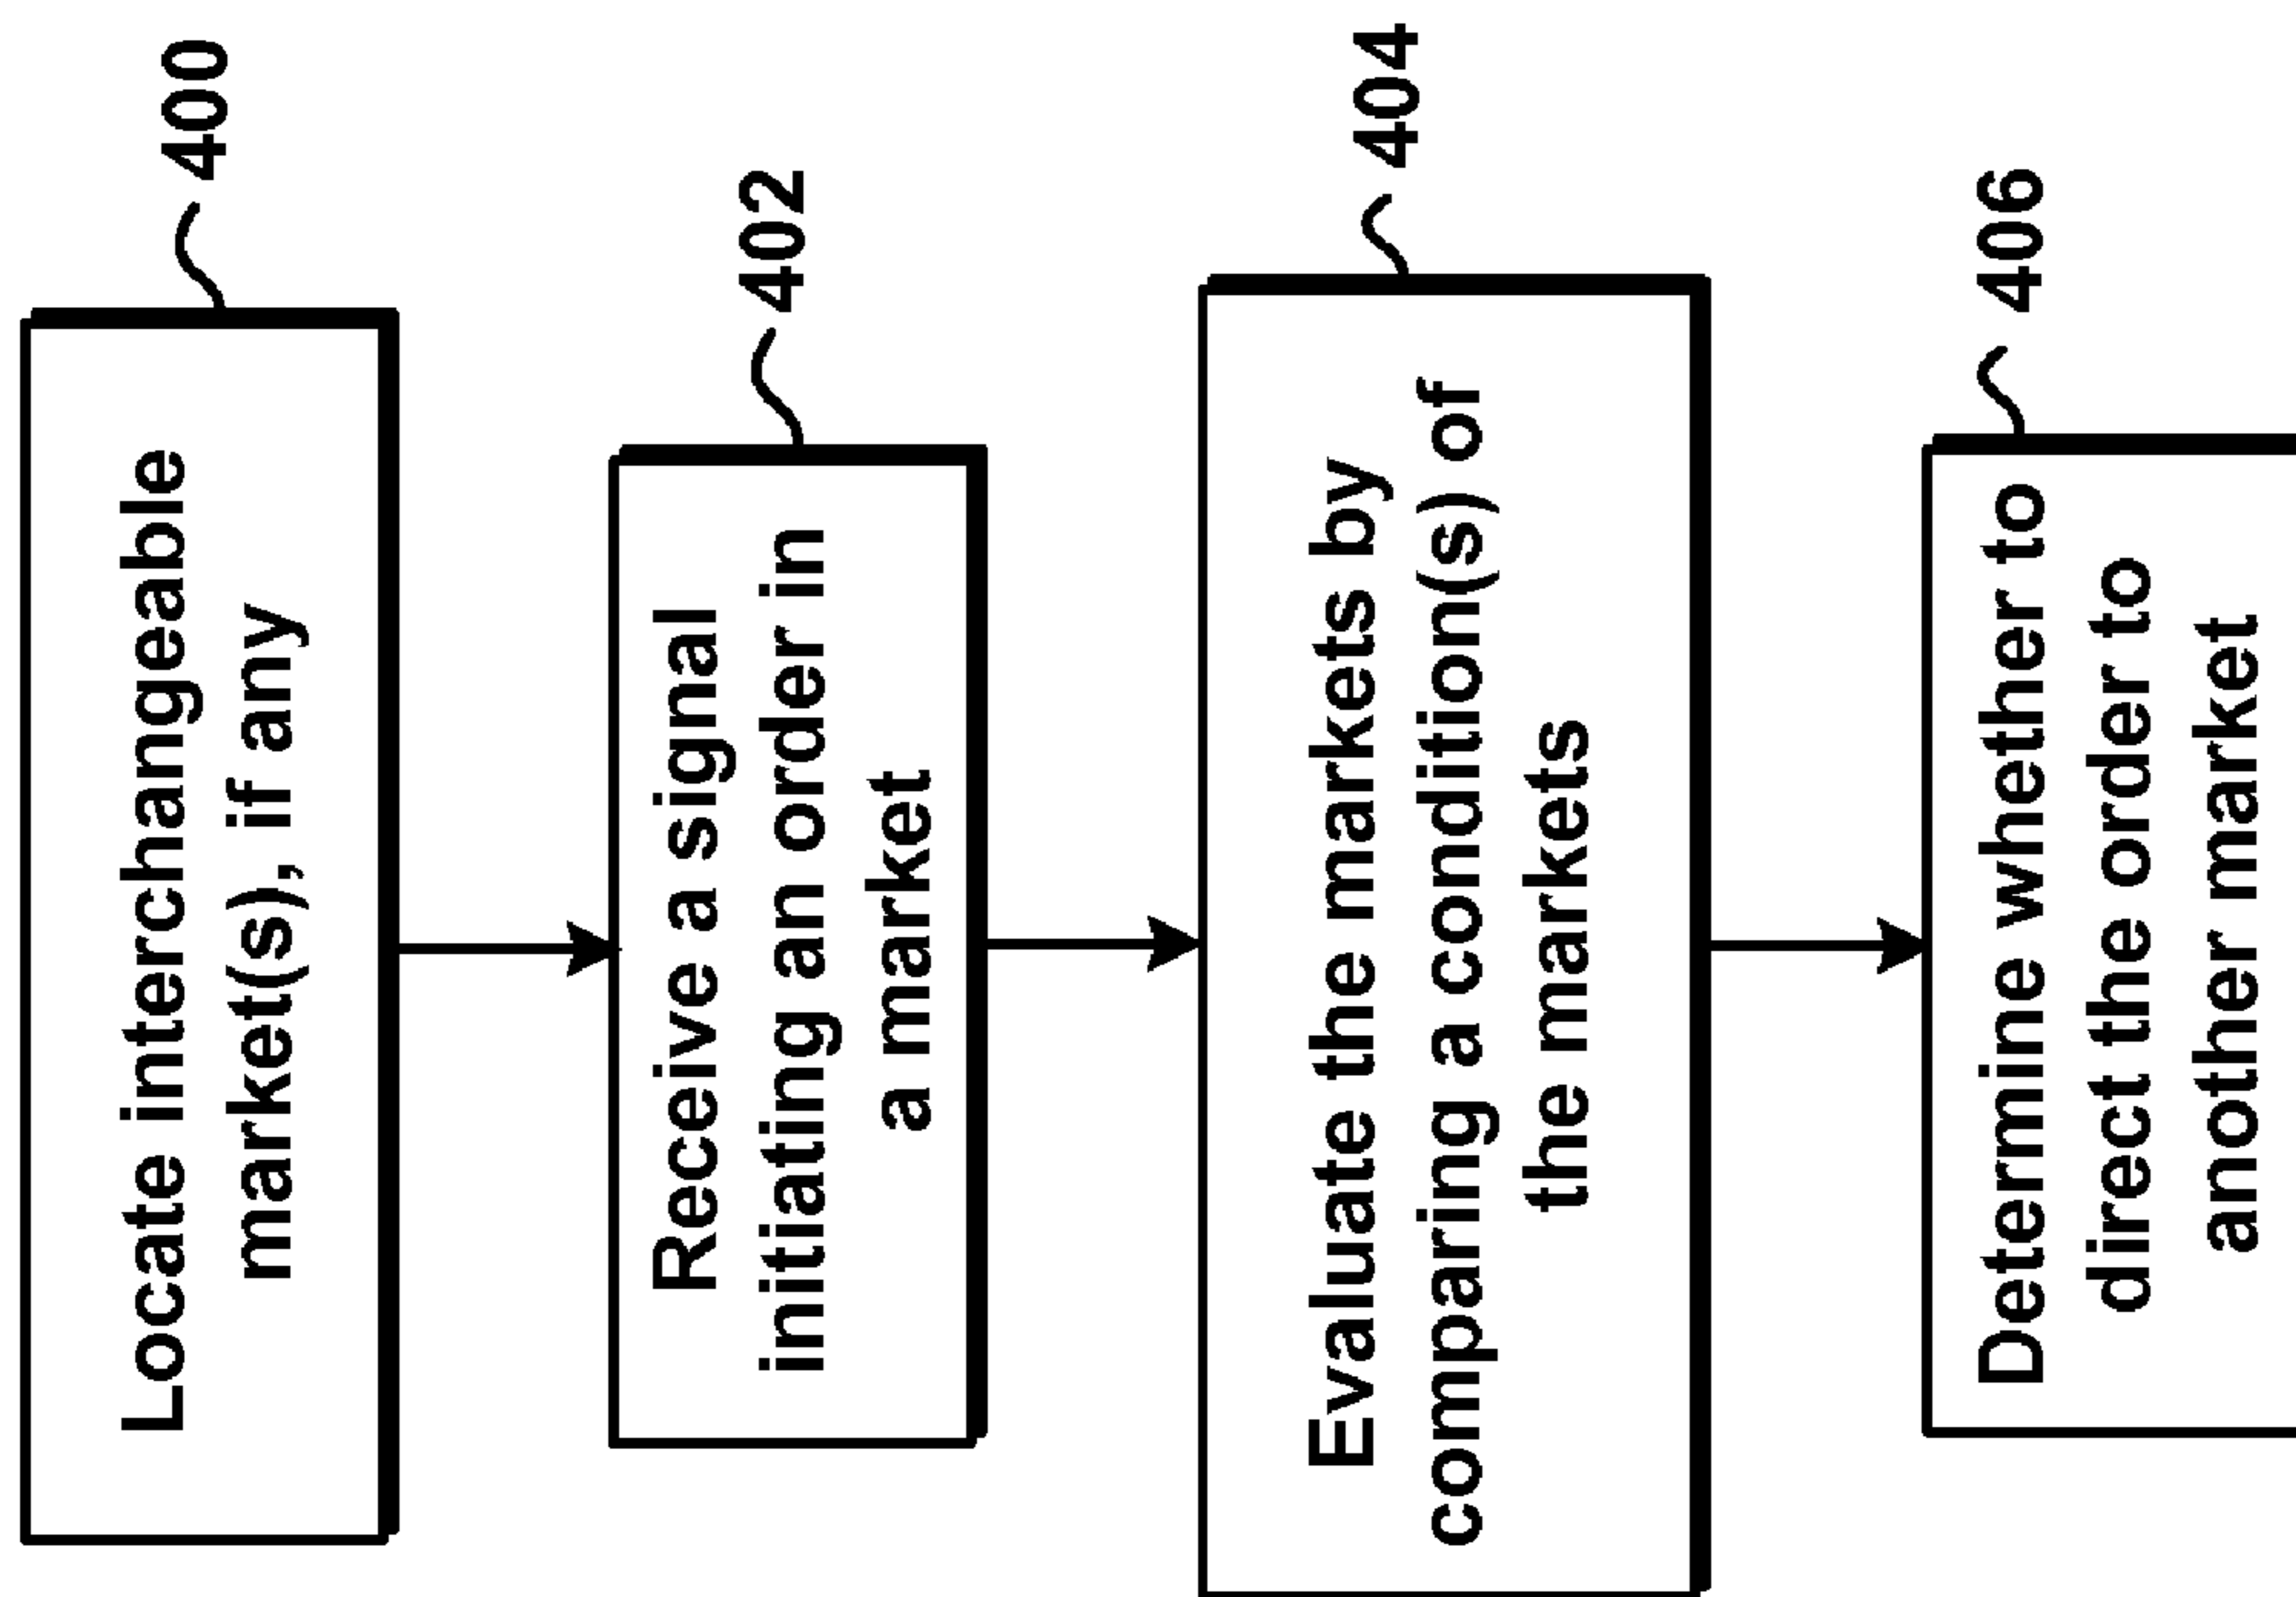 Locate interchangeable
market(s), if any
400
Receive a signal
initiating an order in
a market
402
Evaluate the markets by
comparing a condition(s) of
the markets
404
Determine whether to
direct the order to
another market
406